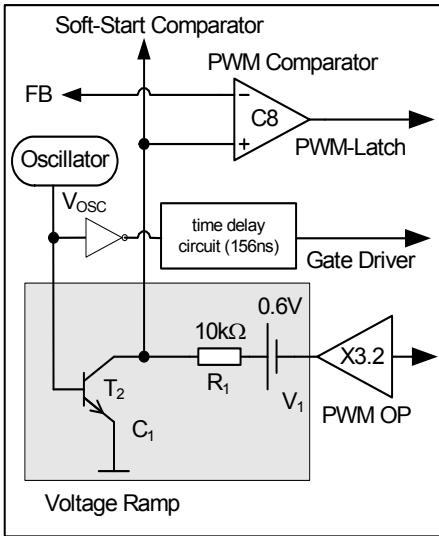 Soft-Start Comparator
PWM Comparator
FB
C8
Oscillator
PWM-Latch
VOSC
time delay
circuit (156ns)
Gate Driver
0.6V
10kΩ
X3.2
T2
R1
V1
C1
PWM OP
Voltage Ramp